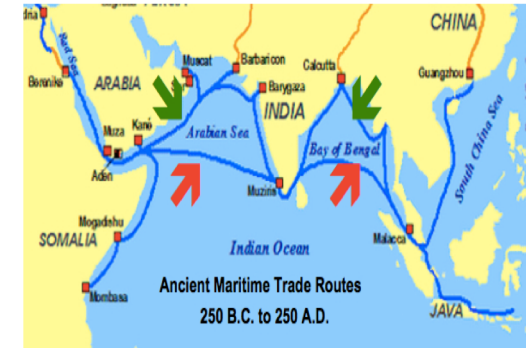 CHINA
Red Sea
Muscat
Barbaricon
Calcutta
Guangzhou
Berenike
ARABIA
Barygaza
INDIA
Muza
Kané
Arabian Sea
Bay of Bengal
South China Sea
Aden
Muziris
Mogadishu
SOMALIA
Indian Ocean
Malacca
Mombasa
JAVA
Ancient Maritime Trade Routes
250 B.C. to 250 A.D.